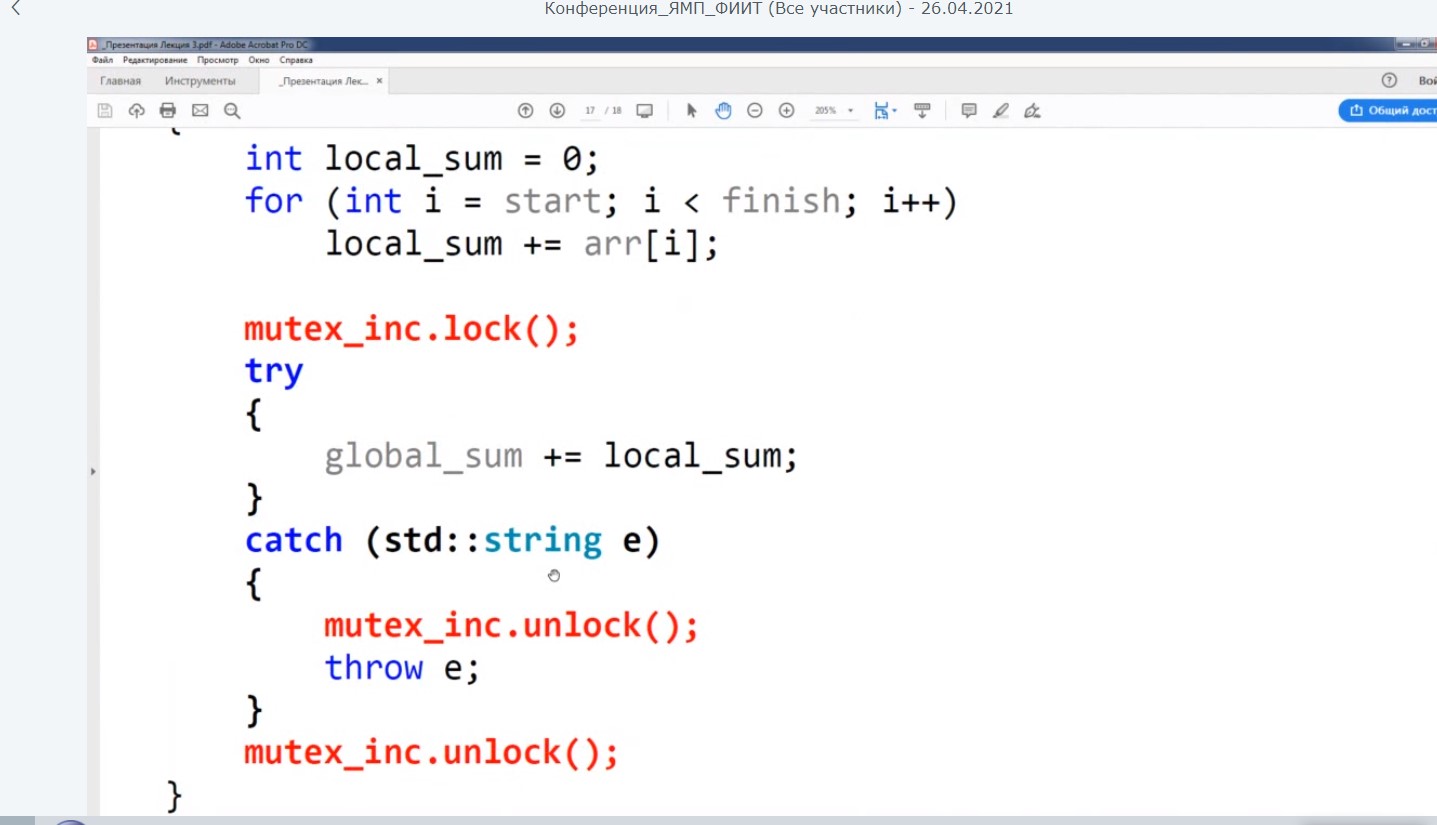 Конференция_ЯМП_ФИИТ (Все участники) - 26.04.2021
_Презентация Лекция 3.pdf - Adobe Acrobat Pro DC
Файл Редактирование Просмотр Окно Справка
Главная Инструменты _Презентация Лек... × ? Вой
17 / 18 205% Общий дост
{
int local_sum = 0;
for (int i = start; i < finish; i++)
local_sum += arr[i];
mutex_inc.lock();
try
{
global_sum += local_sum;
}
catch (std::string e)
{
mutex_inc.unlock();
throw e;
}
mutex_inc.unlock();
}